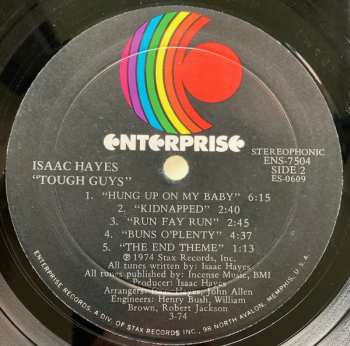 ENTERPRISE
STEREOPHONIC
ENS-7504
SIDE 2
ES-0609
ISAAC HAYES
"TOUGH GUYS"
1. "HUNG UP ON MY BABY" 6:15
2. "KIDNAPPED" 2:40
3. "RUN FAY RUN" 2:45
4. "BUNS O'PLENTY" 4:31
5. "THE END THEME" 1:13
℗ 1974 Stax Records, Inc.
All tunes written by: Isaac Hayes
All tunes published by: Incense Music, BMI
Producer: Isaac Hayes
Arrangers: Isaac Hayes, John Allen
Engineers: Henry Bush, William
Brown, Robert Jackson
3-74
ENTERPRISE RECORDS, A DIV. OF STAX RECORDS INC., 98 NORTH AVALON, MEMPHIS, U.S.A.